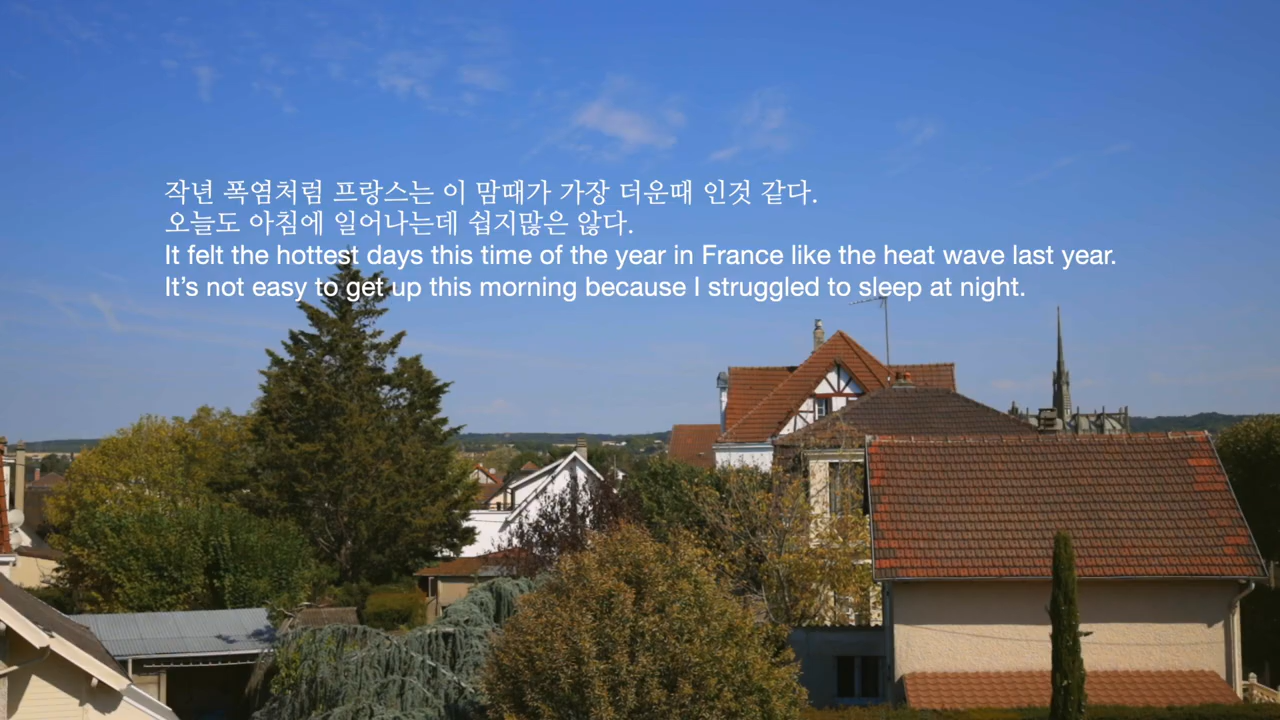 작년 폭염처럼 프랑스는 이 맘때가 가장 더운때 인것 같다.
오늘도 아침에 일어나는데 쉽지많은 않다.
It felt the hottest days this time of the year in France like the heat wave last year.
It’s not easy to get up this morning because I struggled to sleep at night.